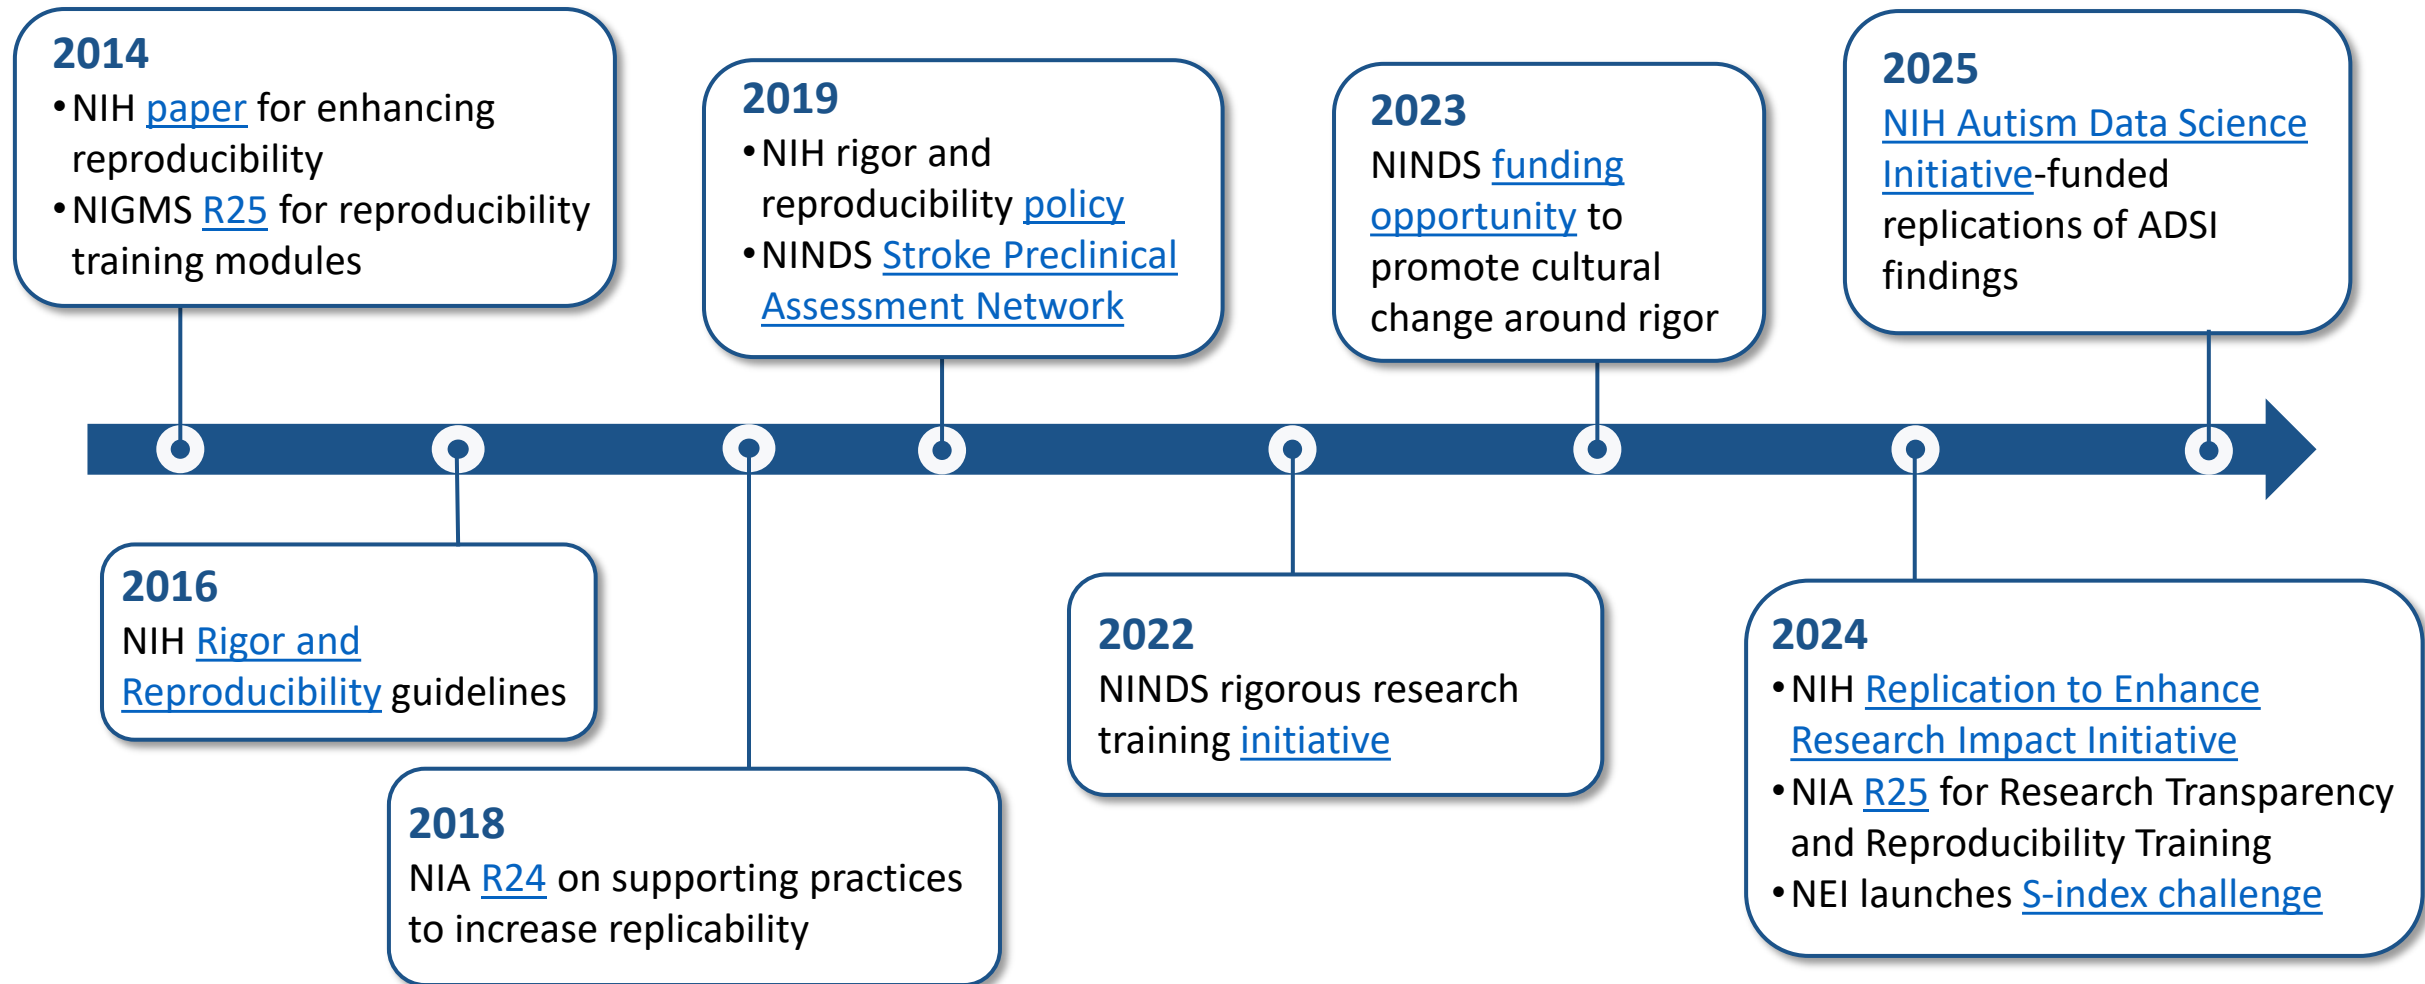 2014
•NIH paper for enhancing
reproducibility
•NIGMS R25 for reproducibility
training modules
2016
NIH Rigor and
Reproducibility guidelines
2018
NIA R24 on supporting practices
to increase replicability
2019
•NIH rigor and
reproducibility policy
•NINDS Stroke Preclinical
Assessment Network
2022
NINDS rigorous research
training initiative
2023
NINDS funding
opportunity to
promote cultural
change around rigor
2024
•NIH Replication to Enhance
Research Impact Initiative
•NIA R25 for Research Transparency
and Reproducibility Training
•NEI launches S-index challenge
2025
NIH Autism Data Science
Initiative-funded
replications of ADSI
findings